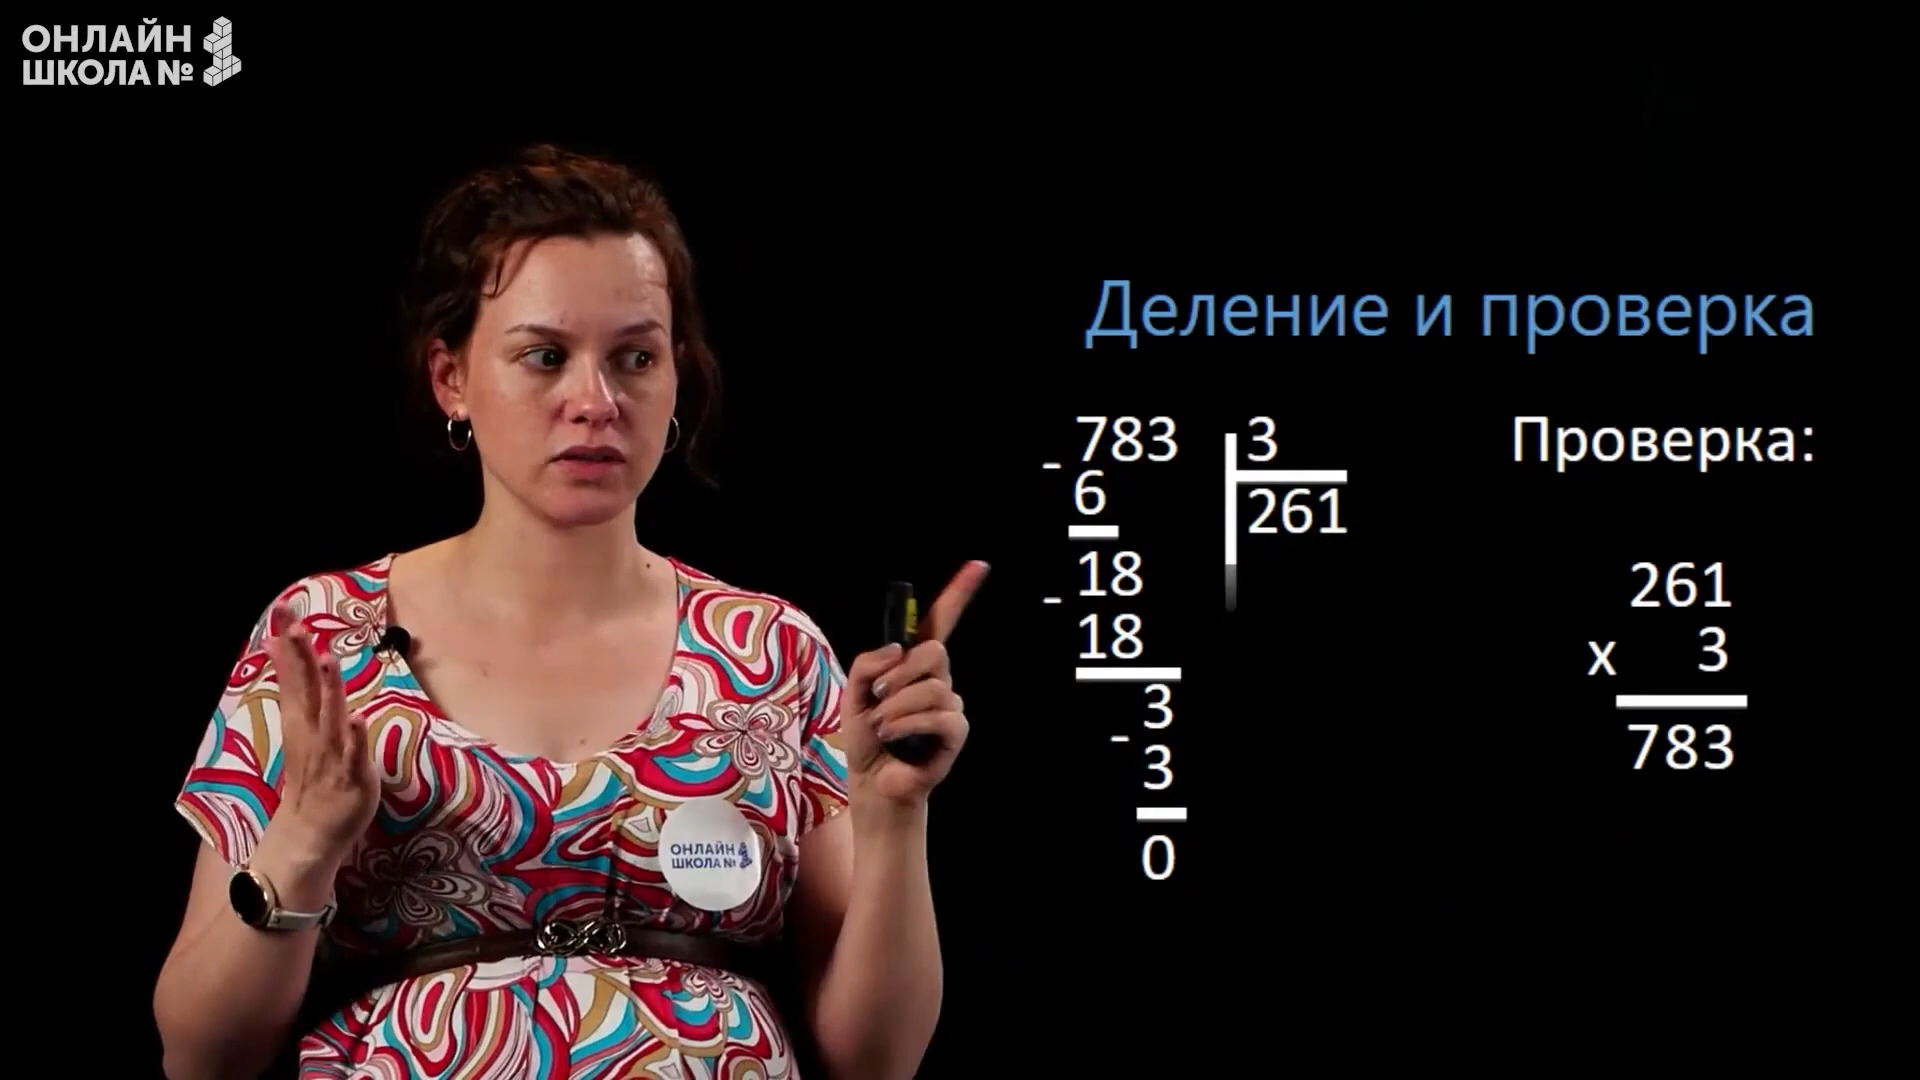 ОНЛАЙН
ШКОЛА №
Деление и проверка
- 783 3
6 261
- 18
18
- 3
3
0
Проверка:
261
х 3
783
ОНЛАЙН
ШКОЛА №